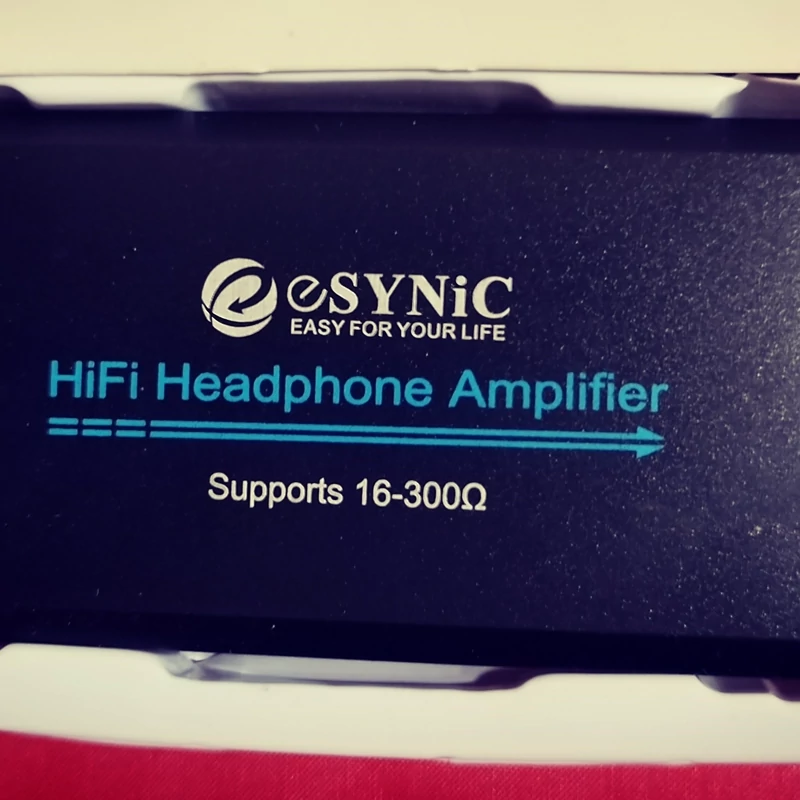 eSYNiC
EASY FOR YOUR LIFE
HiFi Headphone Amplifier
Supports 16-300Ω